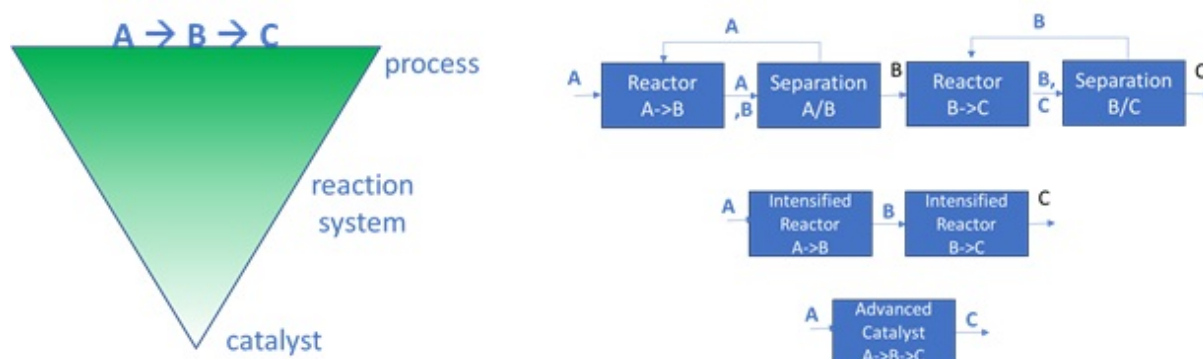 A → B → C
process
reaction
system
catalyst
A
B
A
Reactor
A->B
A
,B
Separation
A/B
B
Reactor
B->C
B,
C
Separation
B/C
C
A
Intensified
Reactor
A->B
B
Intensified
Reactor
B->C
C
A
Advanced
Catalyst
A->B->C
C